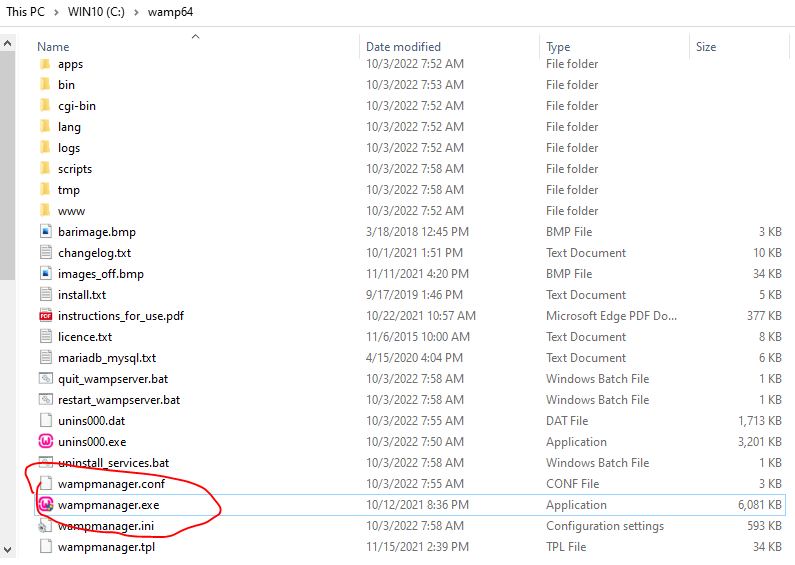 This PC > WIN10 (C:) > wamp64
Name Date modified Type Size
apps 10/3/2022 7:52 AM File folder
bin 10/3/2022 7:53 AM File folder
cgi-bin 10/3/2022 7:52 AM File folder
lang 10/3/2022 7:52 AM File folder
logs 10/3/2022 7:52 AM File folder
scripts 10/3/2022 7:58 AM File folder
tmp 10/3/2022 7:58 AM File folder
www 10/3/2022 7:52 AM File folder
barimage.bmp 3/18/2018 12:45 PM BMP File 3 KB
changelog.txt 10/1/2021 1:51 PM Text Document 10 KB
images_off.bmp 11/11/2021 4:20 PM BMP File 34 KB
install.txt 9/17/2019 1:46 PM Text Document 5 KB
instructions_for_use.pdf 10/22/2021 10:57 AM Microsoft Edge PDF Do... 377 KB
licence.txt 11/6/2015 10:00 AM Text Document 8 KB
mariadb_mysql.txt 4/15/2020 4:04 PM Text Document 6 KB
quit_wampserver.bat 10/3/2022 7:58 AM Windows Batch File 1 KB
restart_wampserver.bat 10/3/2022 7:58 AM Windows Batch File 1 KB
unins000.dat 10/3/2022 7:55 AM DAT File 1,713 KB
unins000.exe 10/3/2022 7:50 AM Application 3,201 KB
uninstall_services.bat 10/3/2022 7:58 AM Windows Batch File 1 KB
wampmanager.conf 10/3/2022 7:55 AM CONF File 3 KB
wampmanager.exe 10/12/2021 8:36 PM Application 6,081 KB
wampmanager.ini 10/3/2022 7:58 AM Configuration settings 593 KB
wampmanager.tpl 11/15/2021 2:39 PM TPL File 34 KB